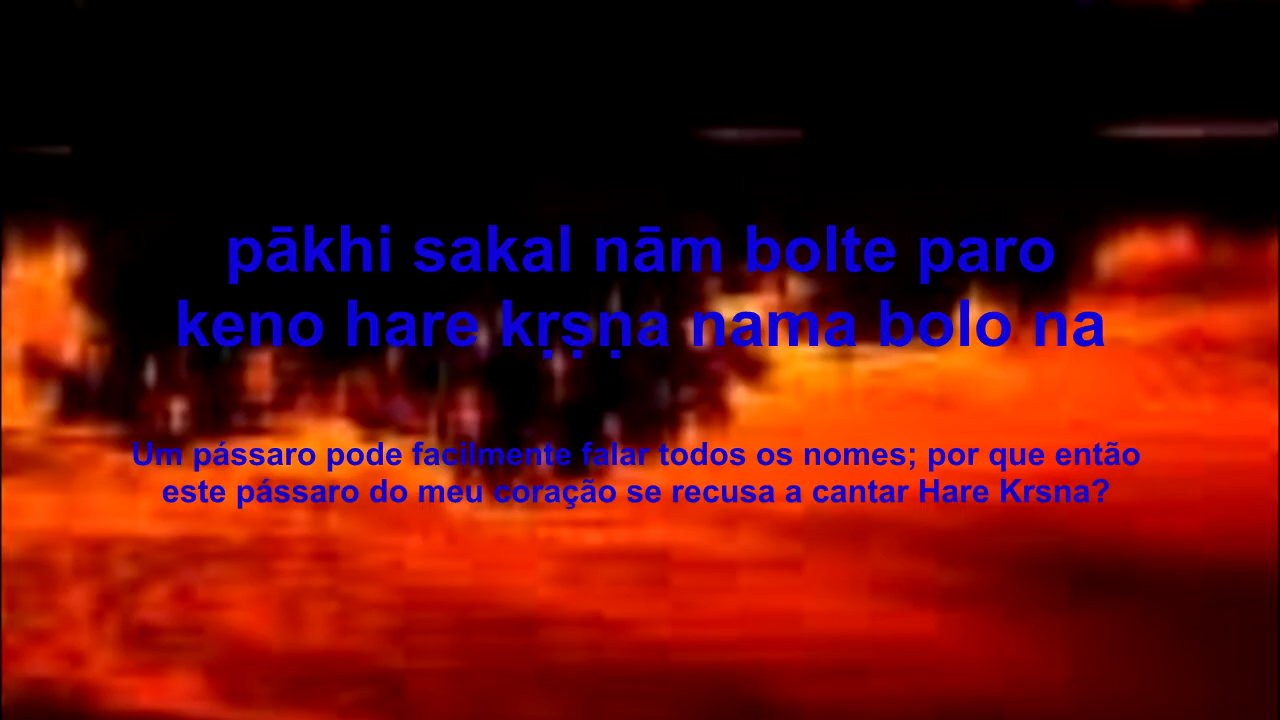 pākhi sakal nām bolte paro
keno hare kṛṣṇa nama bolo na
Um pássaro pode facilmente falar todos os nomes; por que então
este pássaro do meu coração se recusa a cantar Hare Krsna?